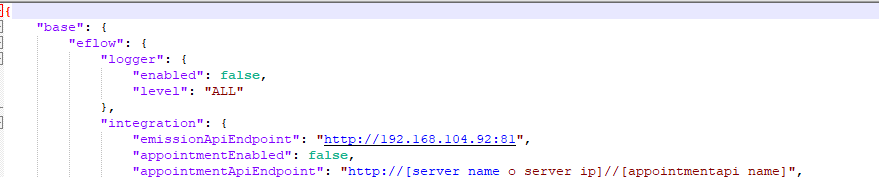 {
"base": {
"eflow": {
"logger": {
"enabled": false,
"level": "ALL"
},
"integration": {
"emissionApiEndpoint": "http://192.168.104.92:81",
"appointmentEnabled": false,
"appointmentApiEndpoint": "http://[server name o server ip]//[appointmentapi name]",